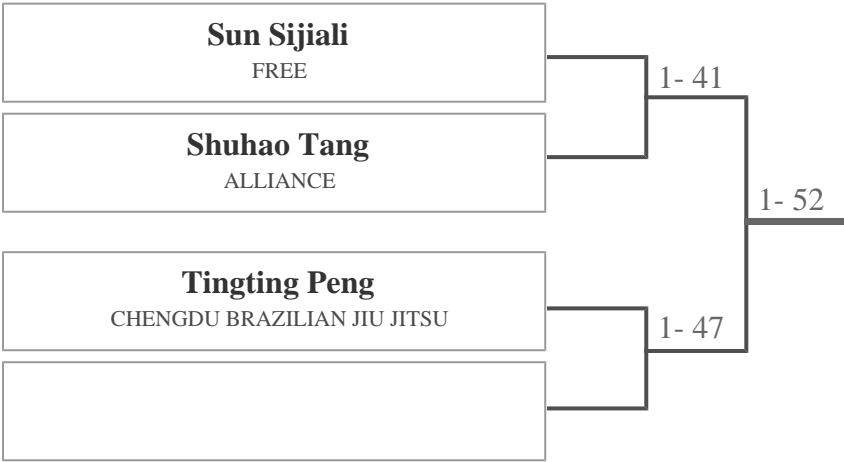 Sun Sijiali
FREE
1- 41
Shuhao Tang
ALLIANCE
1- 52
Tingting Peng
CHENGDU BRAZILIAN JIU JITSU
1- 47